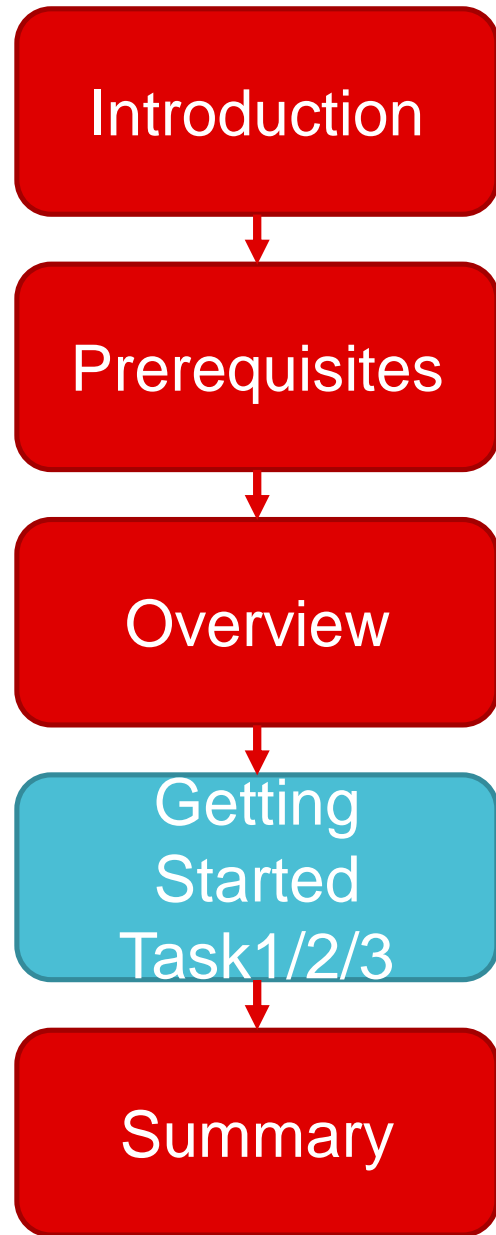 Introduction
Prerequisites
Overview
Getting
Started
Task1/2/3
Summary